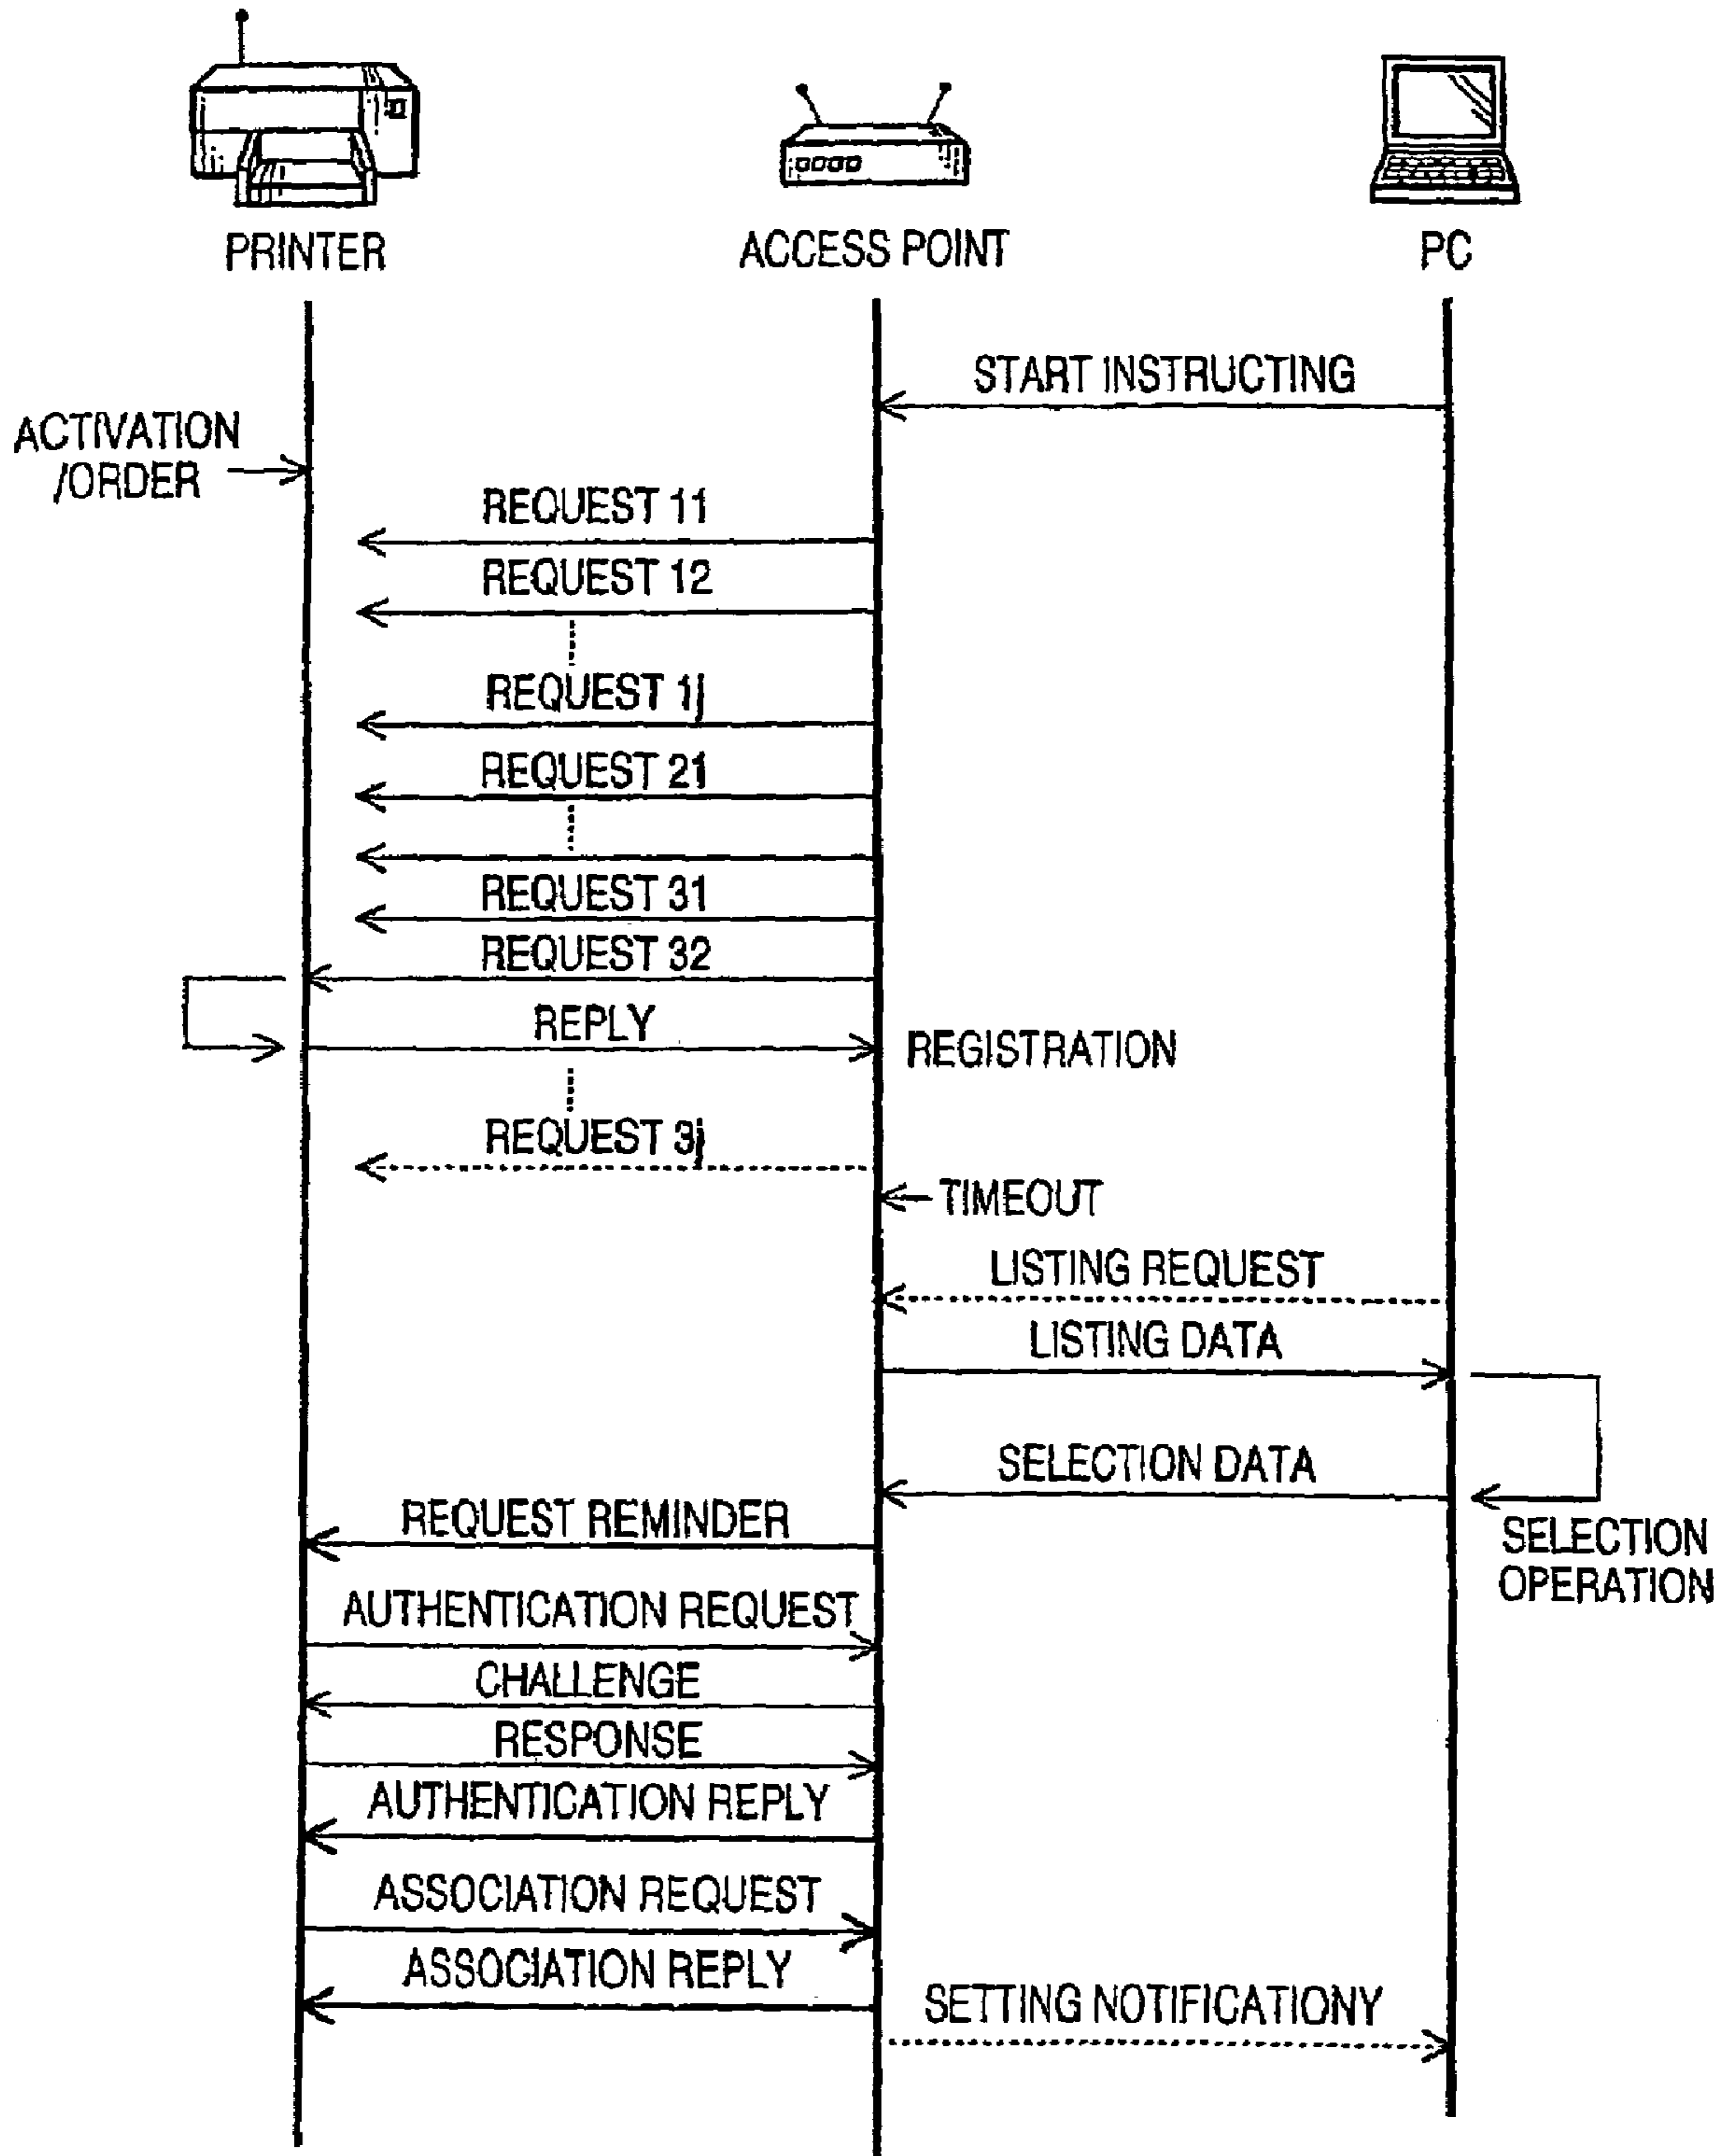 PRINTER
ACCESS POINT
PC
START INSTRUCTING
ACTIVATION
/ORDER
REQUEST 11
REQUEST 12
REQUEST 1j
REQUEST 21
REQUEST 31
REQUEST 32
REPLY
REGISTRATION
REQUEST 3j
TIMEOUT
LISTING REQUEST
LISTING DATA
SELECTION DATA
REQUEST REMINDER
SELECTION
OPERATION
AUTHENTICATION REQUEST
CHALLENGE
RESPONSE
AUTHENTICATION REPLY
ASSOCIATION REQUEST
ASSOCIATION REPLY
SETTING NOTIFICATIONY